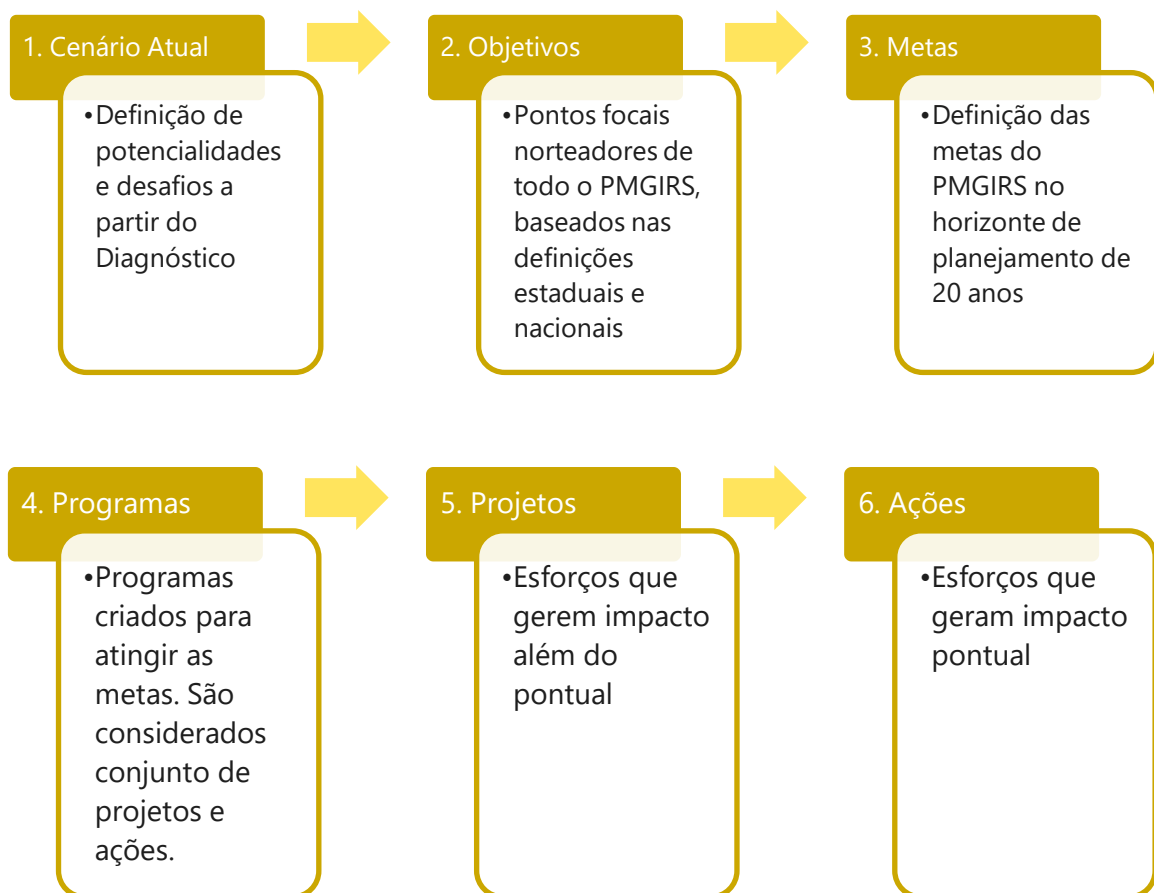 1. Cenário Atual
•Definição de
potencialidades
e desafios a
partir do
Diagnóstico
2. Objetivos
•Pontos focais
norteadores de
todo o PMGIRS,
baseados nas
definições
estaduais e
nacionais
3. Metas
•Definição das
metas do
PMGIRS no
horizonte de
planejamento de
20 anos
4. Programas
•Programas
criados para
atingir as
metas. São
considerados
conjunto de
projetos e
ações.
5. Projetos
•Esforços que
gerem impacto
além do
pontual
6. Ações
•Esforços que
geram impacto
pontual